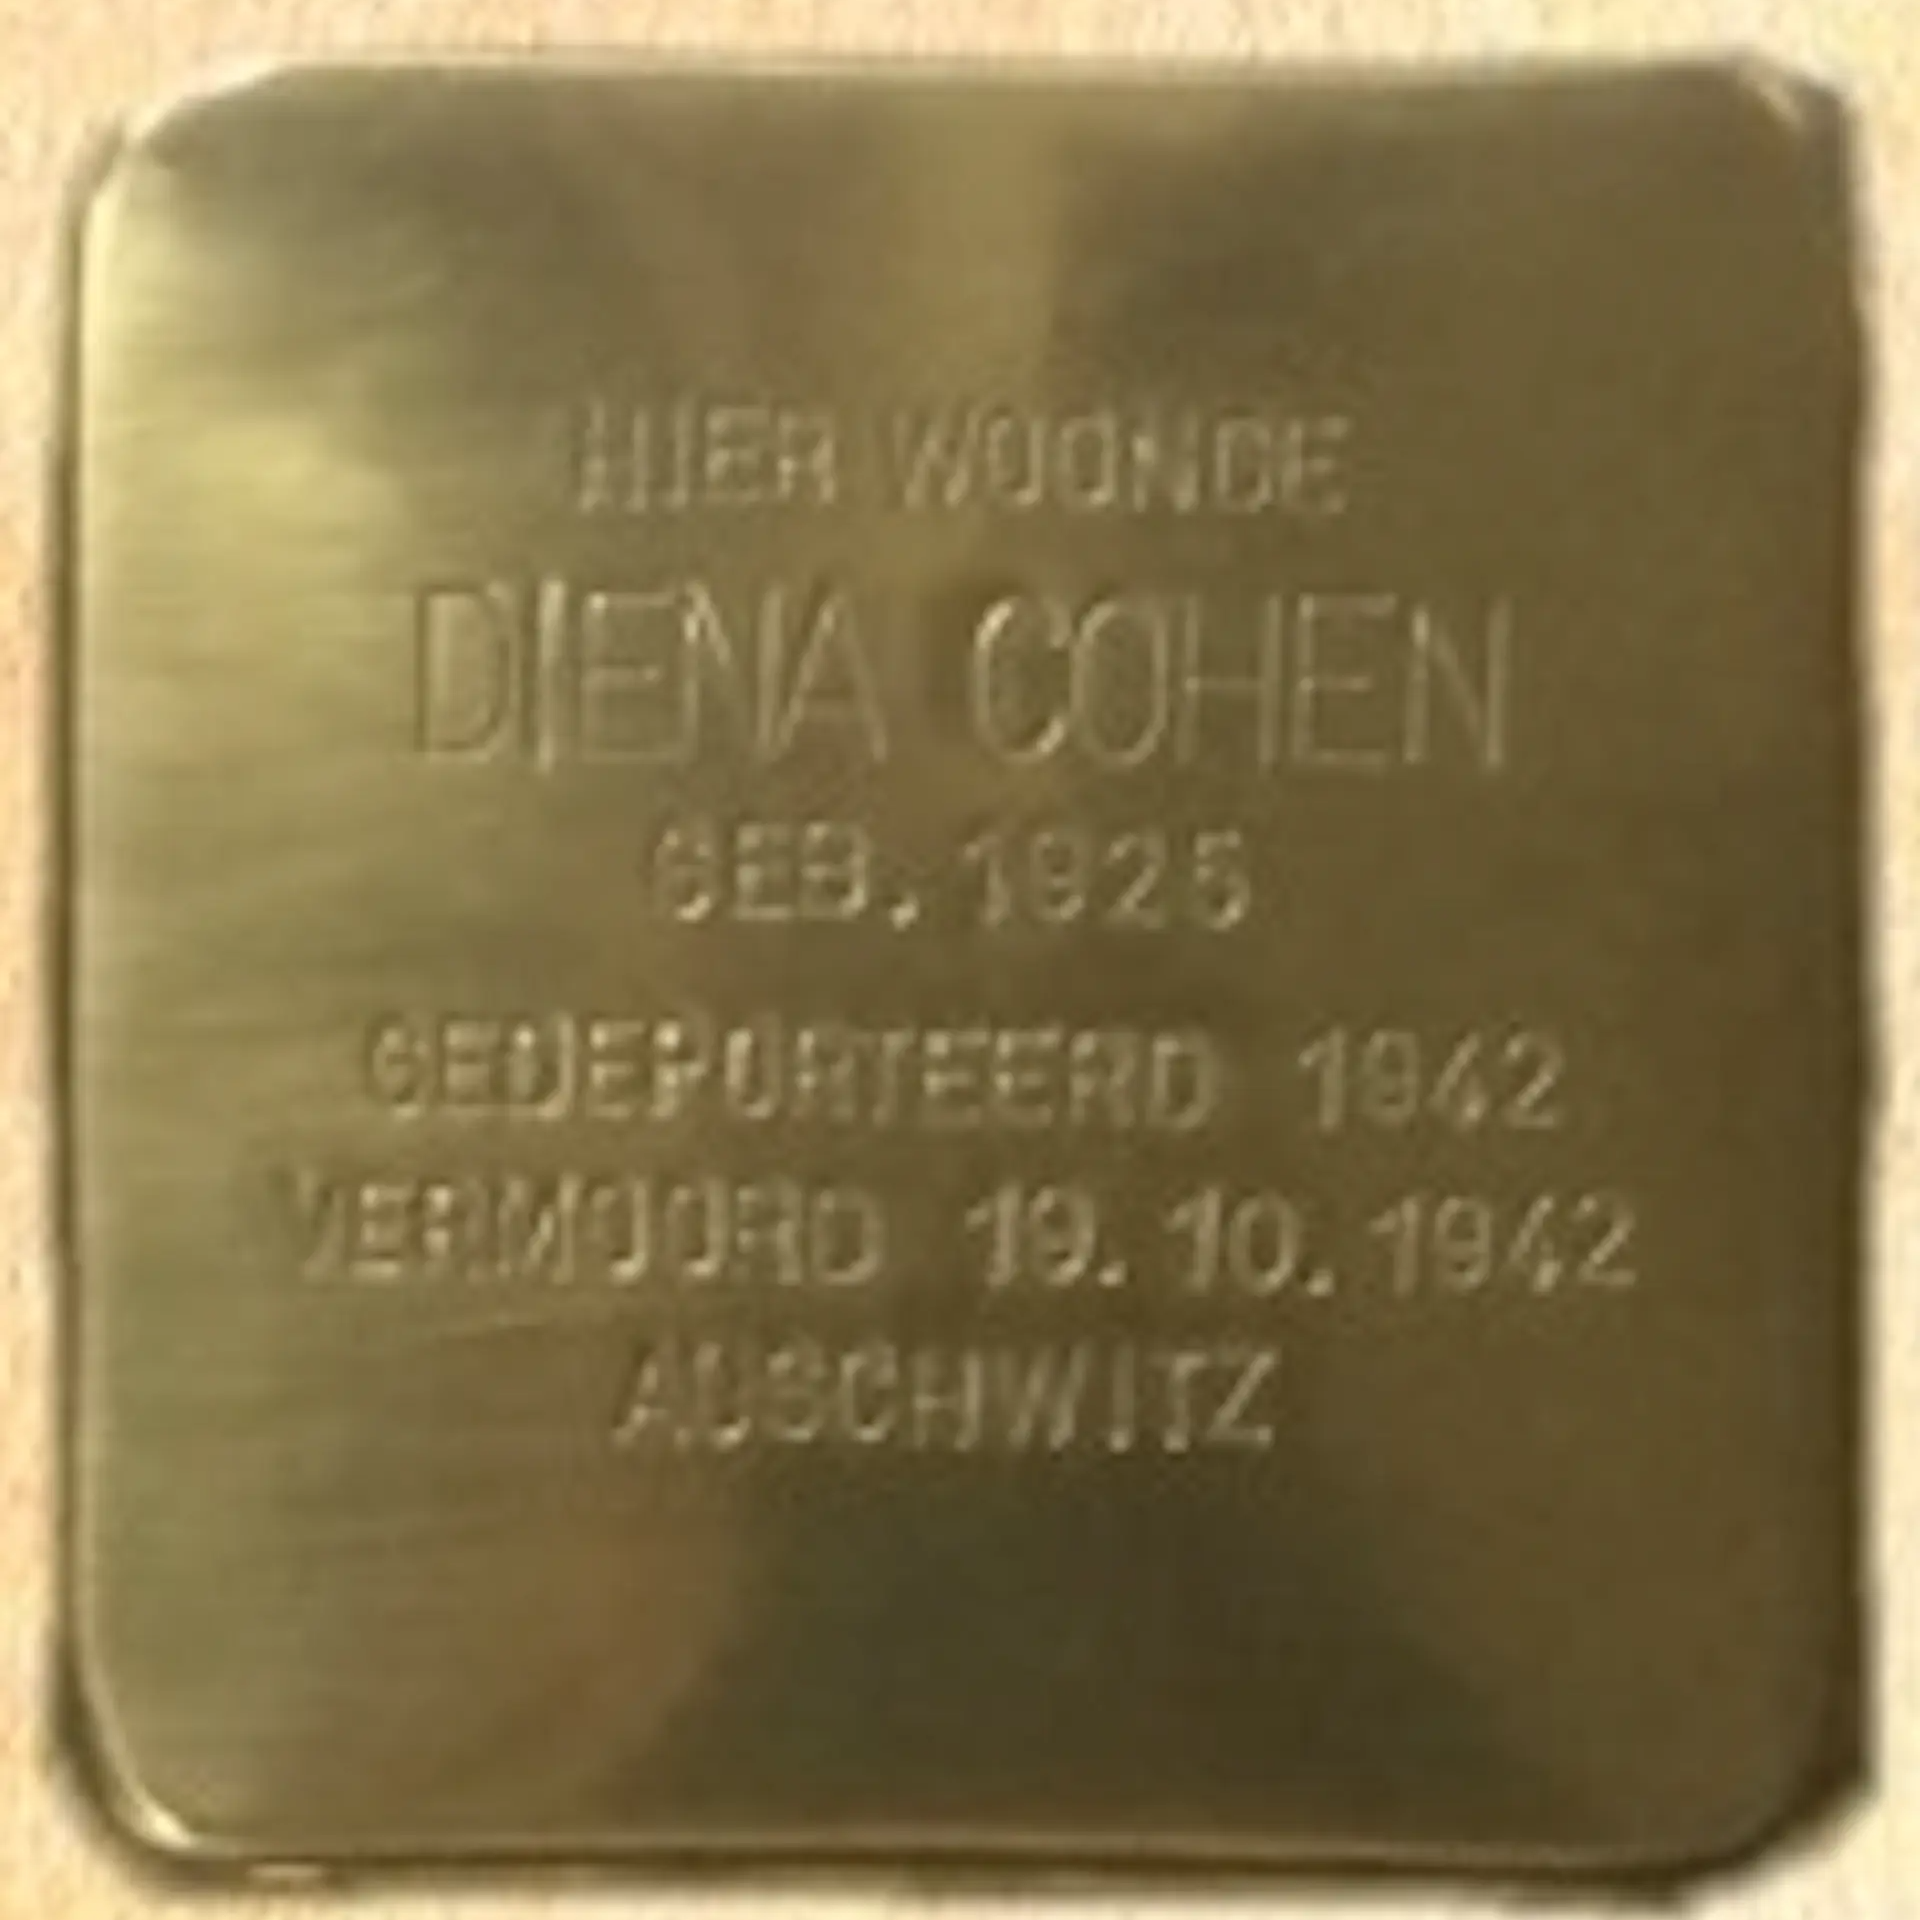 HIER WOONDE
DIENA COHEN
GEB. 1925
GEDEPORTEERD 1942
VERMOORD 19.10.1942
AUSCHWITZ